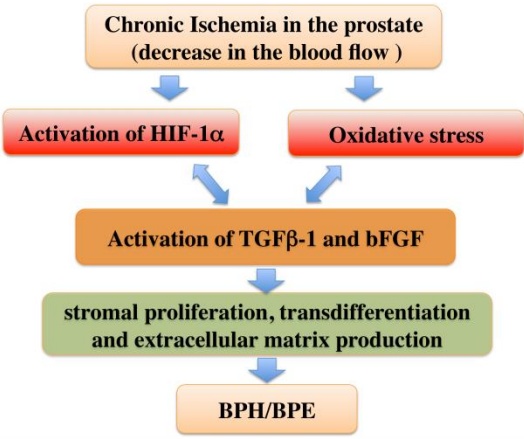 Chronic Ischemia in the prostate
(decrease in the blood flow )
Activation of HIF-1α
Oxidative stress
Activation of TGFβ-1 and bFGF
stromal proliferation, transdifferentiation
and extracellular matrix production
BPH/BPE